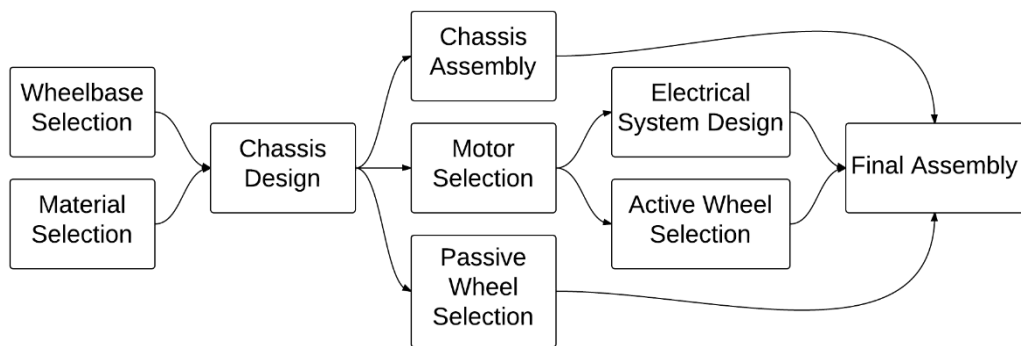 Wheelbase
Selection
Material
Selection
Chassis
Design
Chassis
Assembly
Motor
Selection
Passive
Wheel
Selection
Electrical
System Design
Active Wheel
Selection
Final Assembly